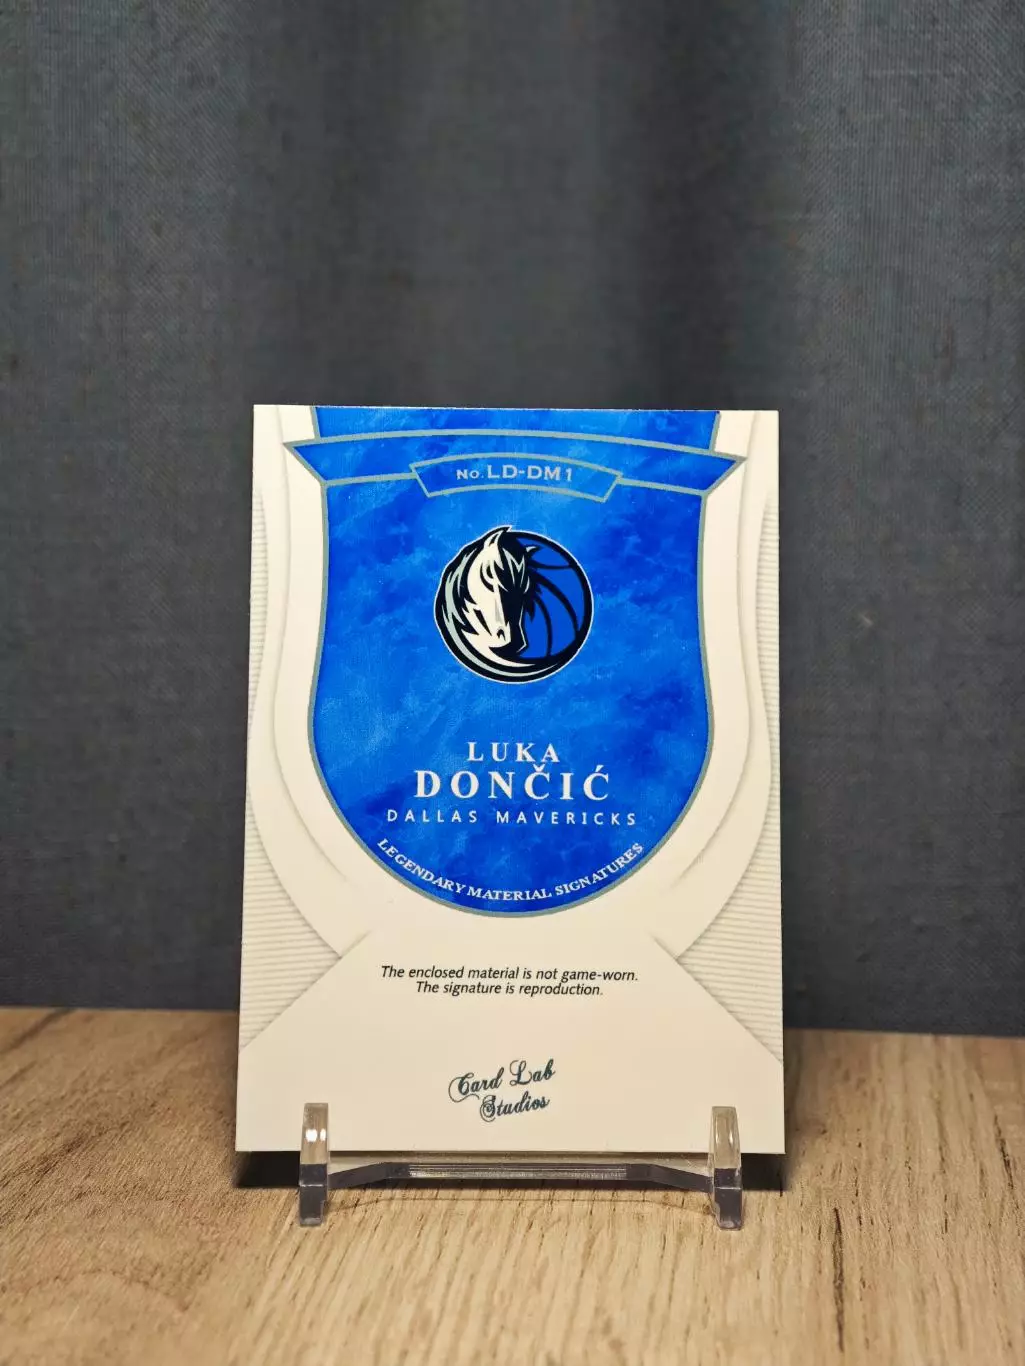 No. LD-DM1
LUKA
DONČIĆ
DALLAS MAVERICKS
LEGENDARY MATERIAL SIGNATURES
The enclosed material is not game-worn.
The signature is reproduction.
Card Lab
Studios